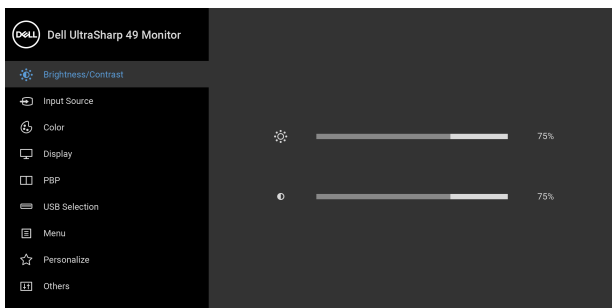 DELL Dell UltraSharp 49 Monitor
Brightness/Contrast
Input Source
Color
75%
Display
PBP
75%
USB Selection
Menu
Personalize
Others